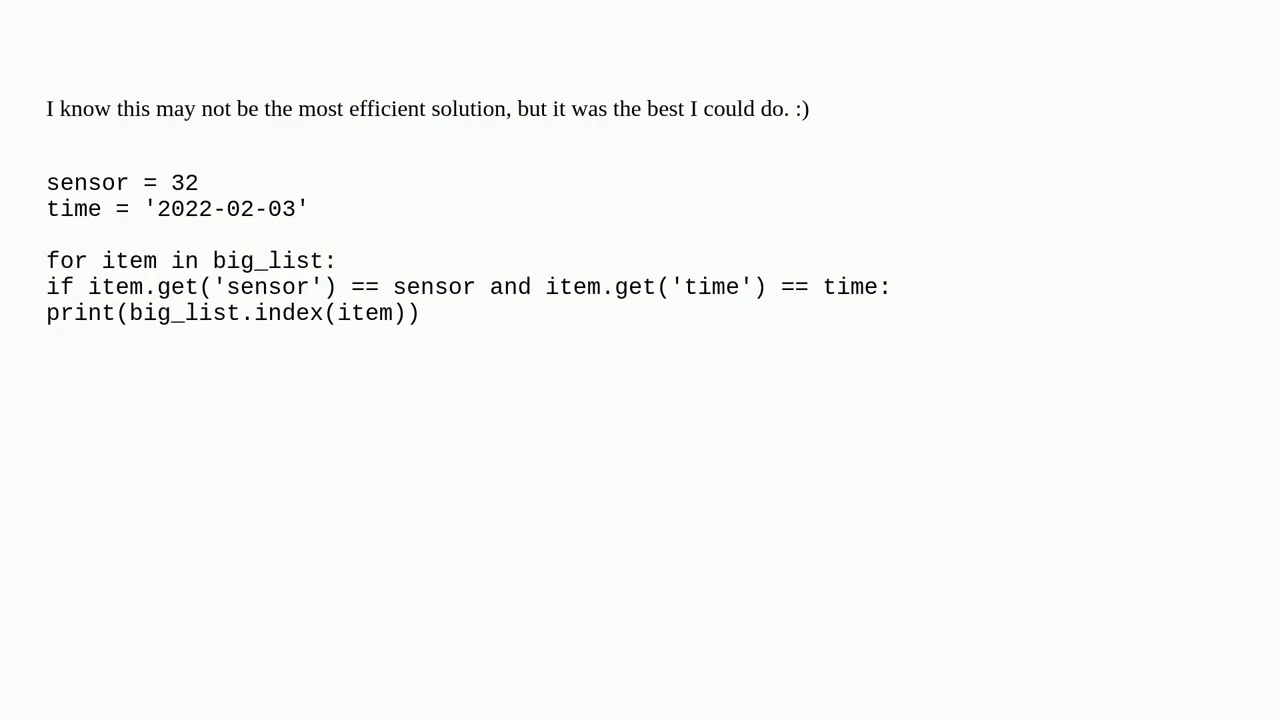 I know this may not be the most efficient solution, but it was the best I could do. :)
sensor = 32
time = '2022-02-03'
for item in big_list:
if item.get('sensor') == sensor and item.get('time') == time:
print(big_list.index(item))